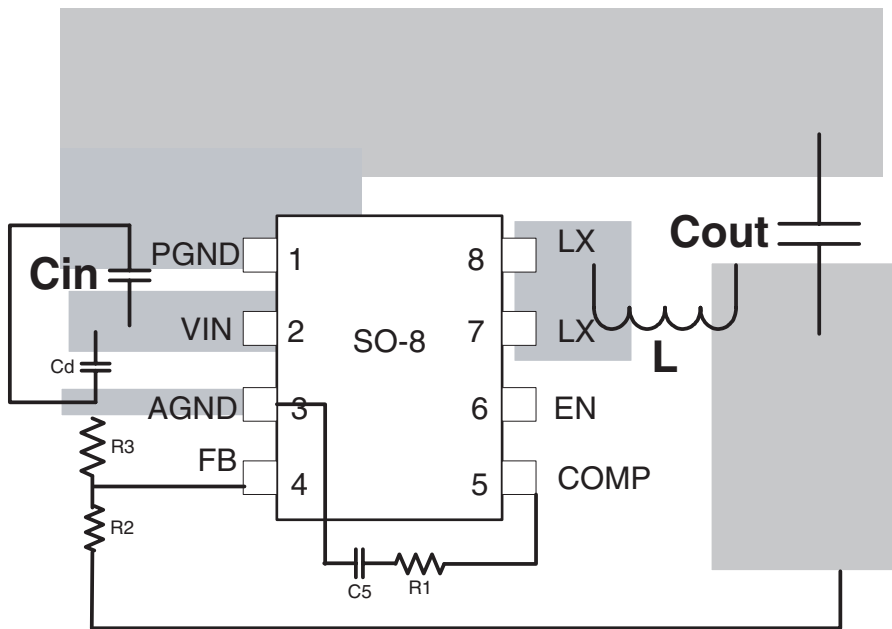 Cin
PGND
1
8
LX
Cout
VIN
2
SO-8
7
LX
L
Cd
AGND
3
6
EN
R3
FB
4
5
COMP
R2
C5
R1